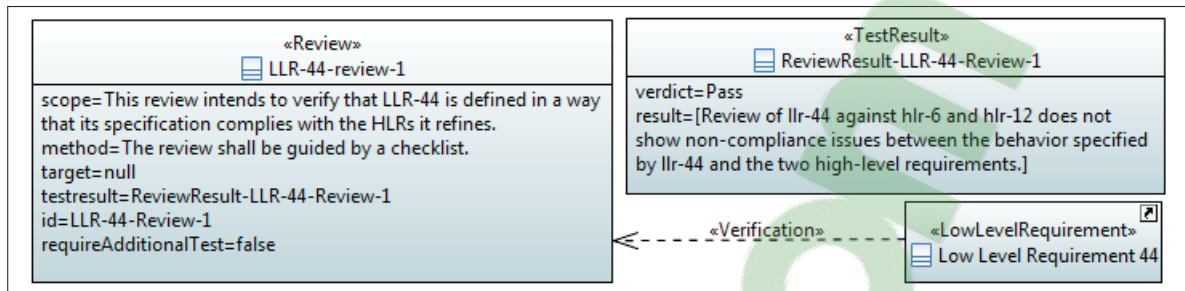 «Review»
LLR-44-review-1
scope=This review intends to verify that LLR-44 is defined in a way
that its specification complies with the HLRs it refines.
method=The review shall be guided by a checklist.
target=null
testresult=ReviewResult-LLR-44-Review-1
id=LLR-44-Review-1
requireAdditionalTest=false
«TestResult»
ReviewResult-LLR-44-Review-1
verdict=Pass
result=[Review of llr-44 against hlr-6 and hlr-12 does not
show non-compliance issues between the behavior specified
by llr-44 and the two high-level requirements.]
«Verification»
«LowLevelRequirement»
Low Level Requirement 44